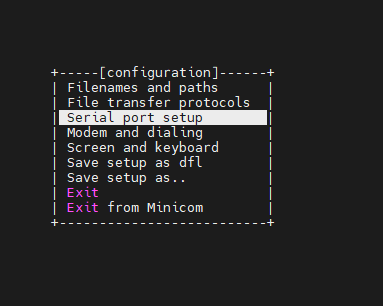 +-----[configuration]------+
| Filenames and paths |
| File transfer protocols |
| Serial port setup |
| Modem and dialing |
| Screen and keyboard |
| Save setup as dfl |
| Save setup as.. |
| Exit |
| Exit from Minicom |
+--------------------------+